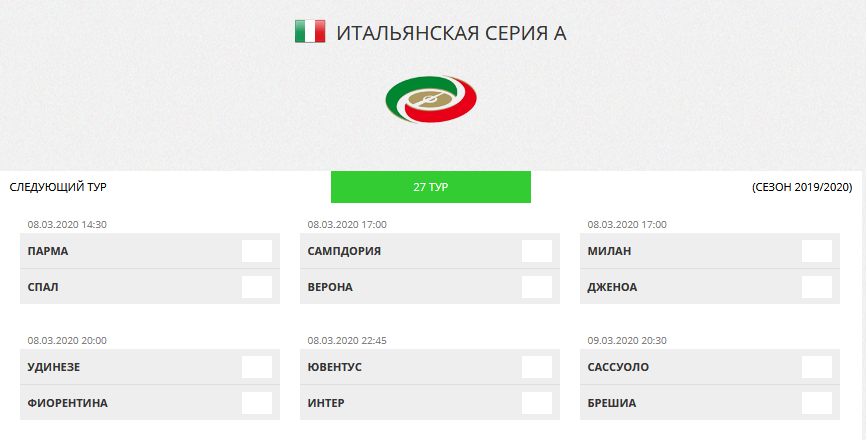 ИТАЛЬЯНСКАЯ СЕРИЯ А
СЛЕДУЮЩИЙ ТУР
27 ТУР
(СЕЗОН 2019/2020)
08.03.2020 14:30
ПАРМА
СПАЛ
08.03.2020 17:00
САМПДОРИЯ
ВЕРОНА
08.03.2020 17:00
МИЛАН
ДЖЕНОА
08.03.2020 20:00
УДИНЕЗЕ
ФИОРЕНТИНА
08.03.2020 22:45
ЮВЕНТУС
ИНТЕР
09.03.2020 20:30
САССУОЛО
БРЕШИА